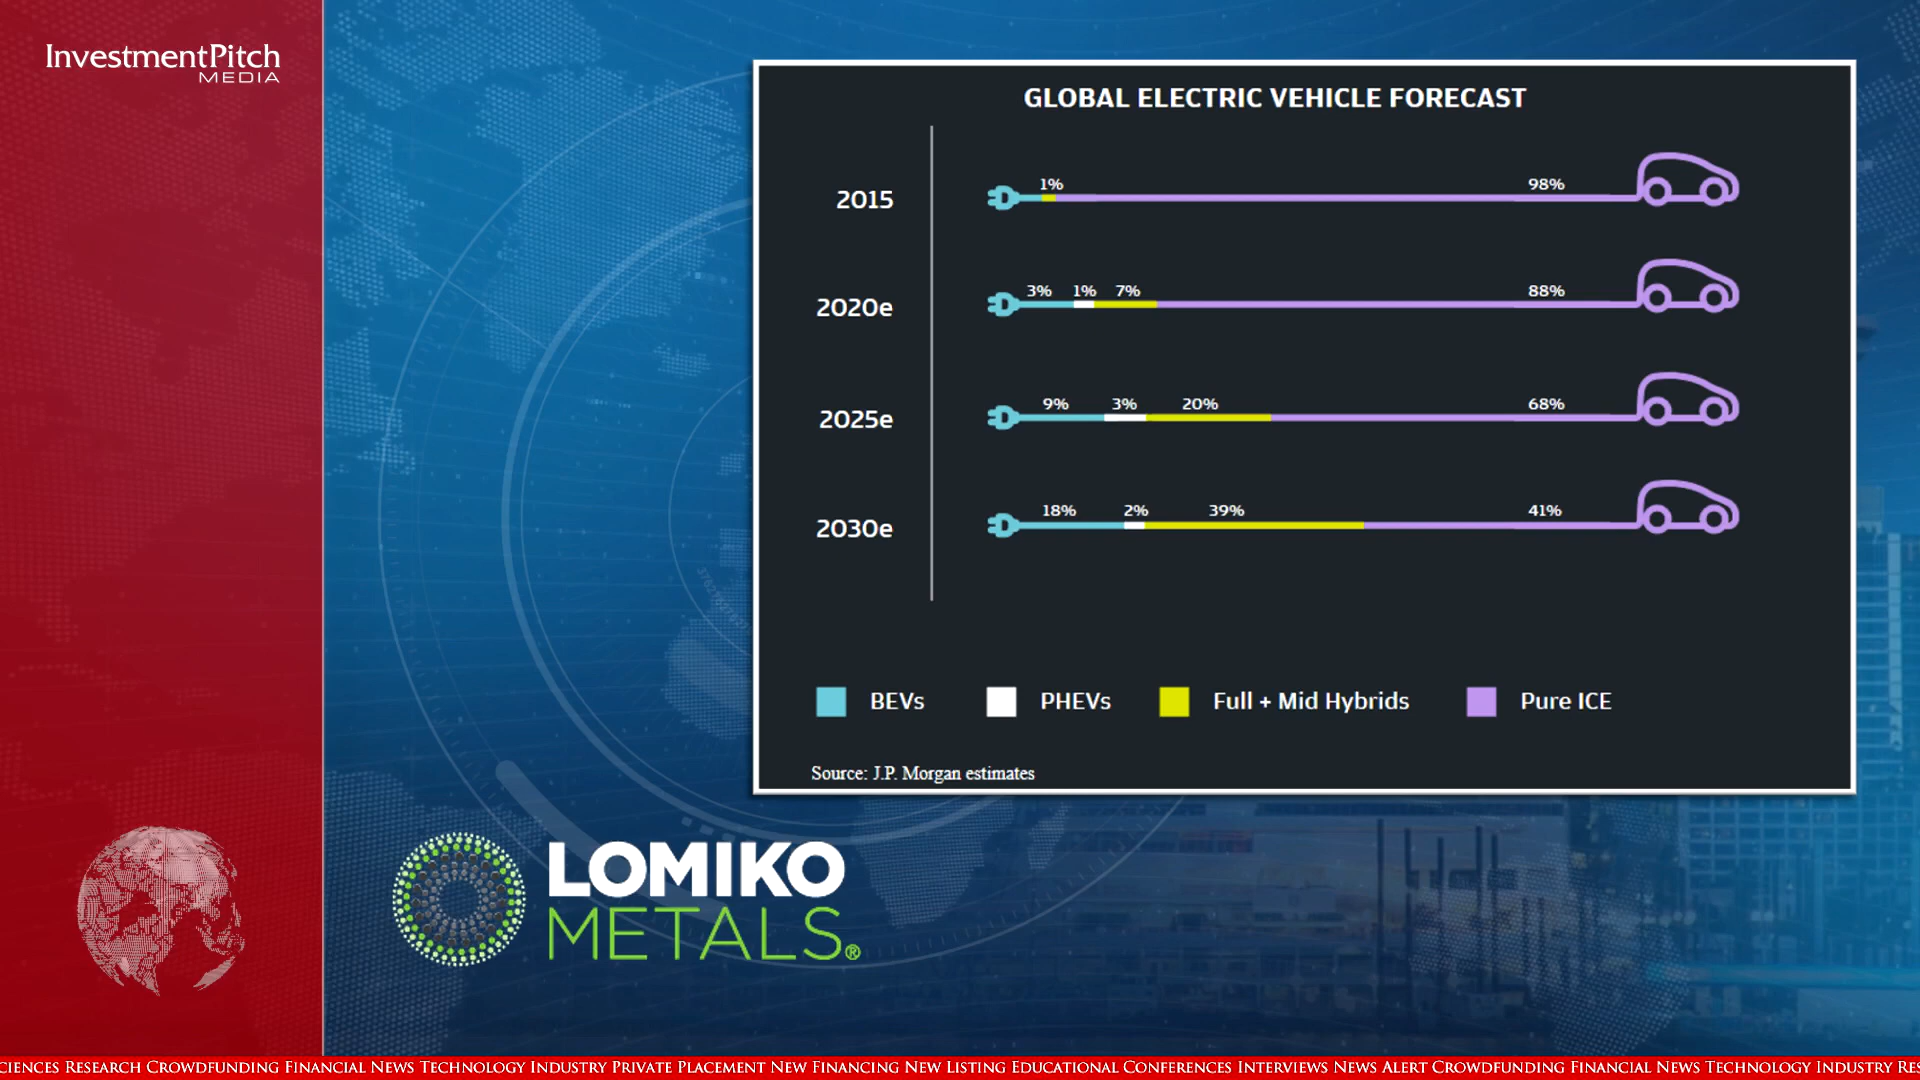 InvestmentPitch
MEDIA
GLOBAL ELECTRIC VEHICLE FORECAST
2015
1%
98%
2020e
3% 1% 7%
88%
2025e
9% 3% 20%
68%
2030e
18% 2% 39%
41%
BEVs PHEVs Full + Mid Hybrids Pure ICE
Source: J.P. Morgan estimates
LOMIKO
METALS®
CIENCES RESEARCH CROWDFUNDING FINANCIAL NEWS TECHNOLOGY INDUSTRY PRIVATE PLACEMENT NEW FINANCING NEW LISTING EDUCATIONAL CONFERENCES INTERVIEWS NEWS ALERT CROWDFUNDING FINANCIAL NEWS TECHNOLOGY INDUSTRY RES